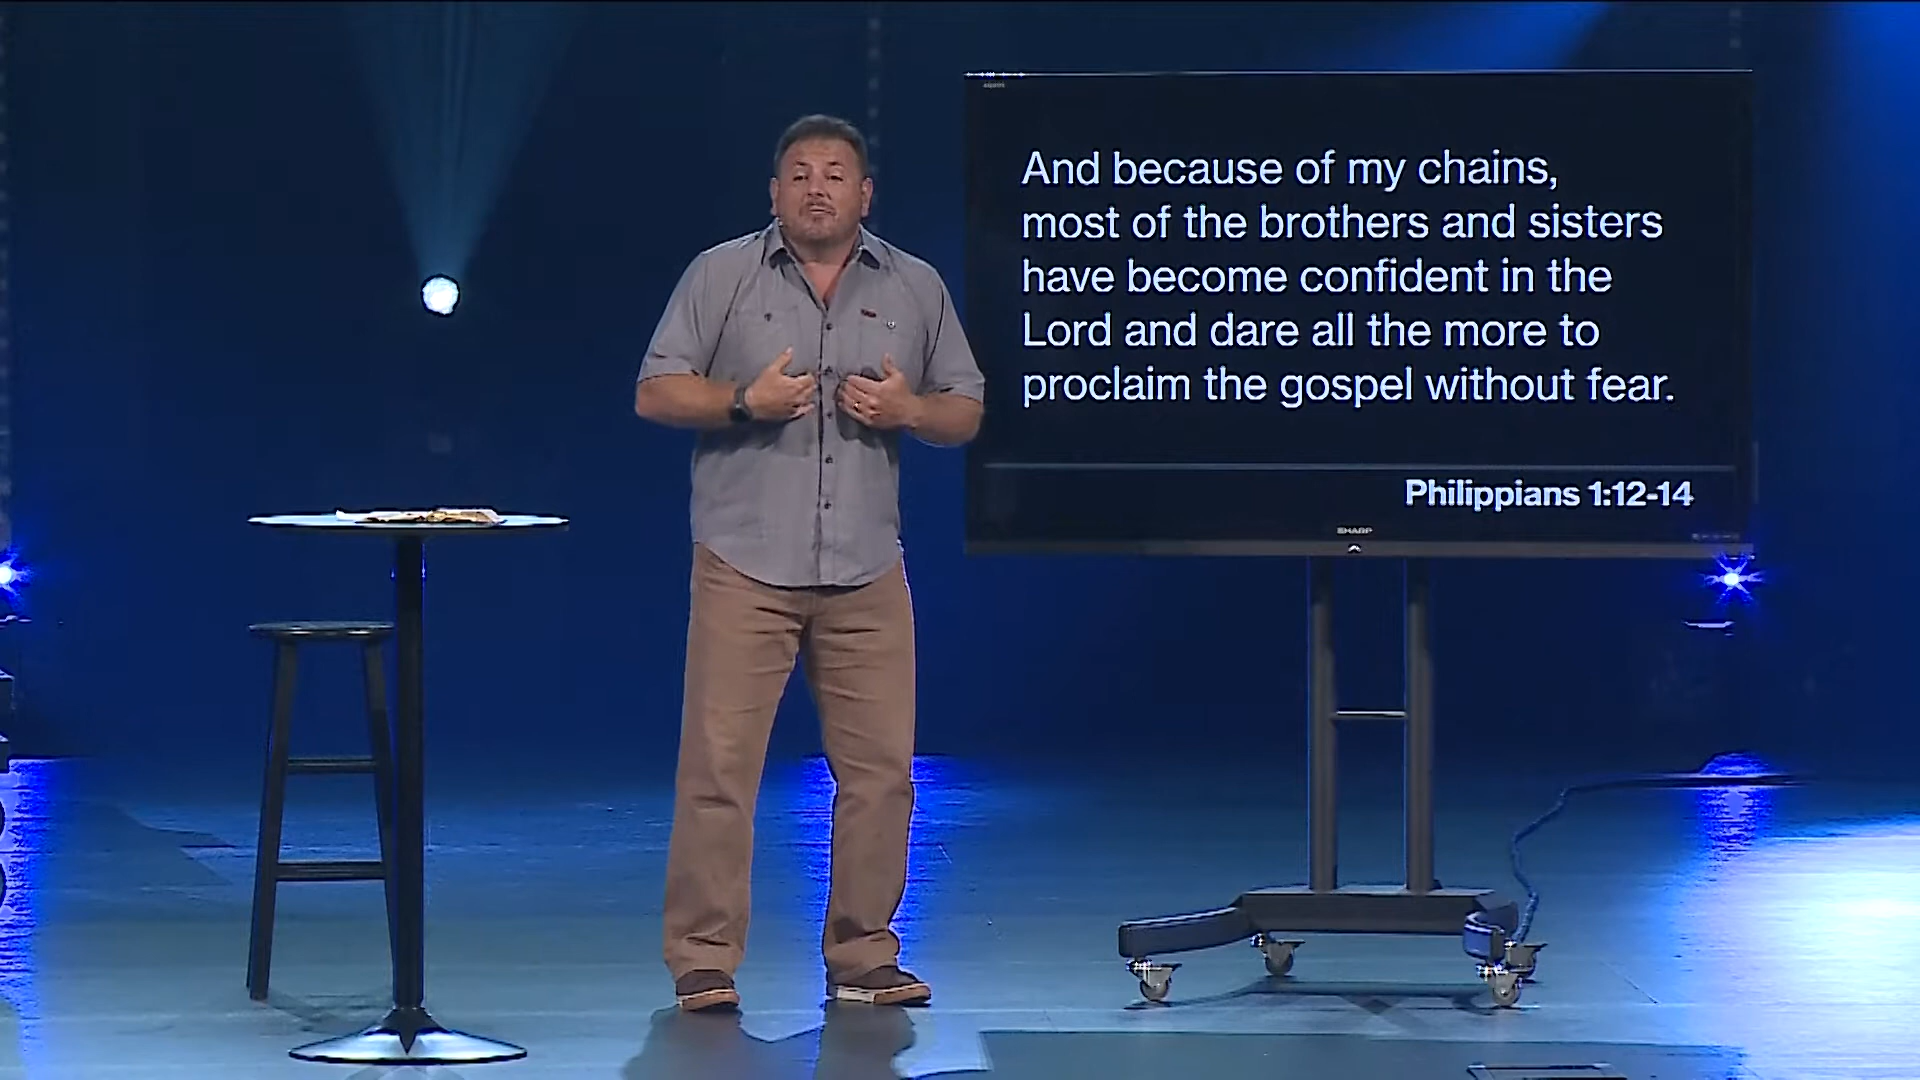 And because of my chains,
most of the brothers and sisters
have become confident in the
Lord and dare all the more to
proclaim the gospel without fear.
Philippians 1:12-14
SHARP